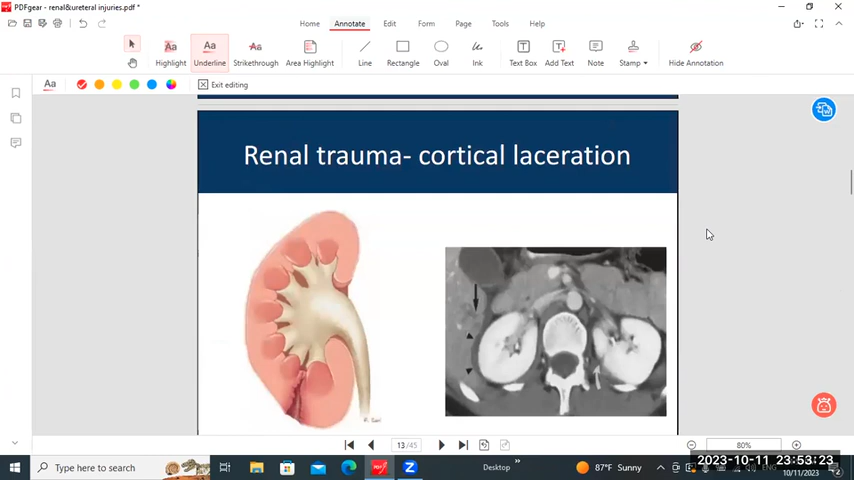 PDFgear - renal&ureteral injuries.pdf *
Home Annotate Edit Form Page Tools Help
Highlight Underline Strikethrough Area Highlight Line Rectangle Oval Ink Text Box Add Text Note Stamp Hide Annotation
Exit editing
Renal trauma- cortical laceration
13/45
80%
Type here to search
Desktop
87°F Sunny
ENG
2023-10-11 23:53:23
10/11/2023